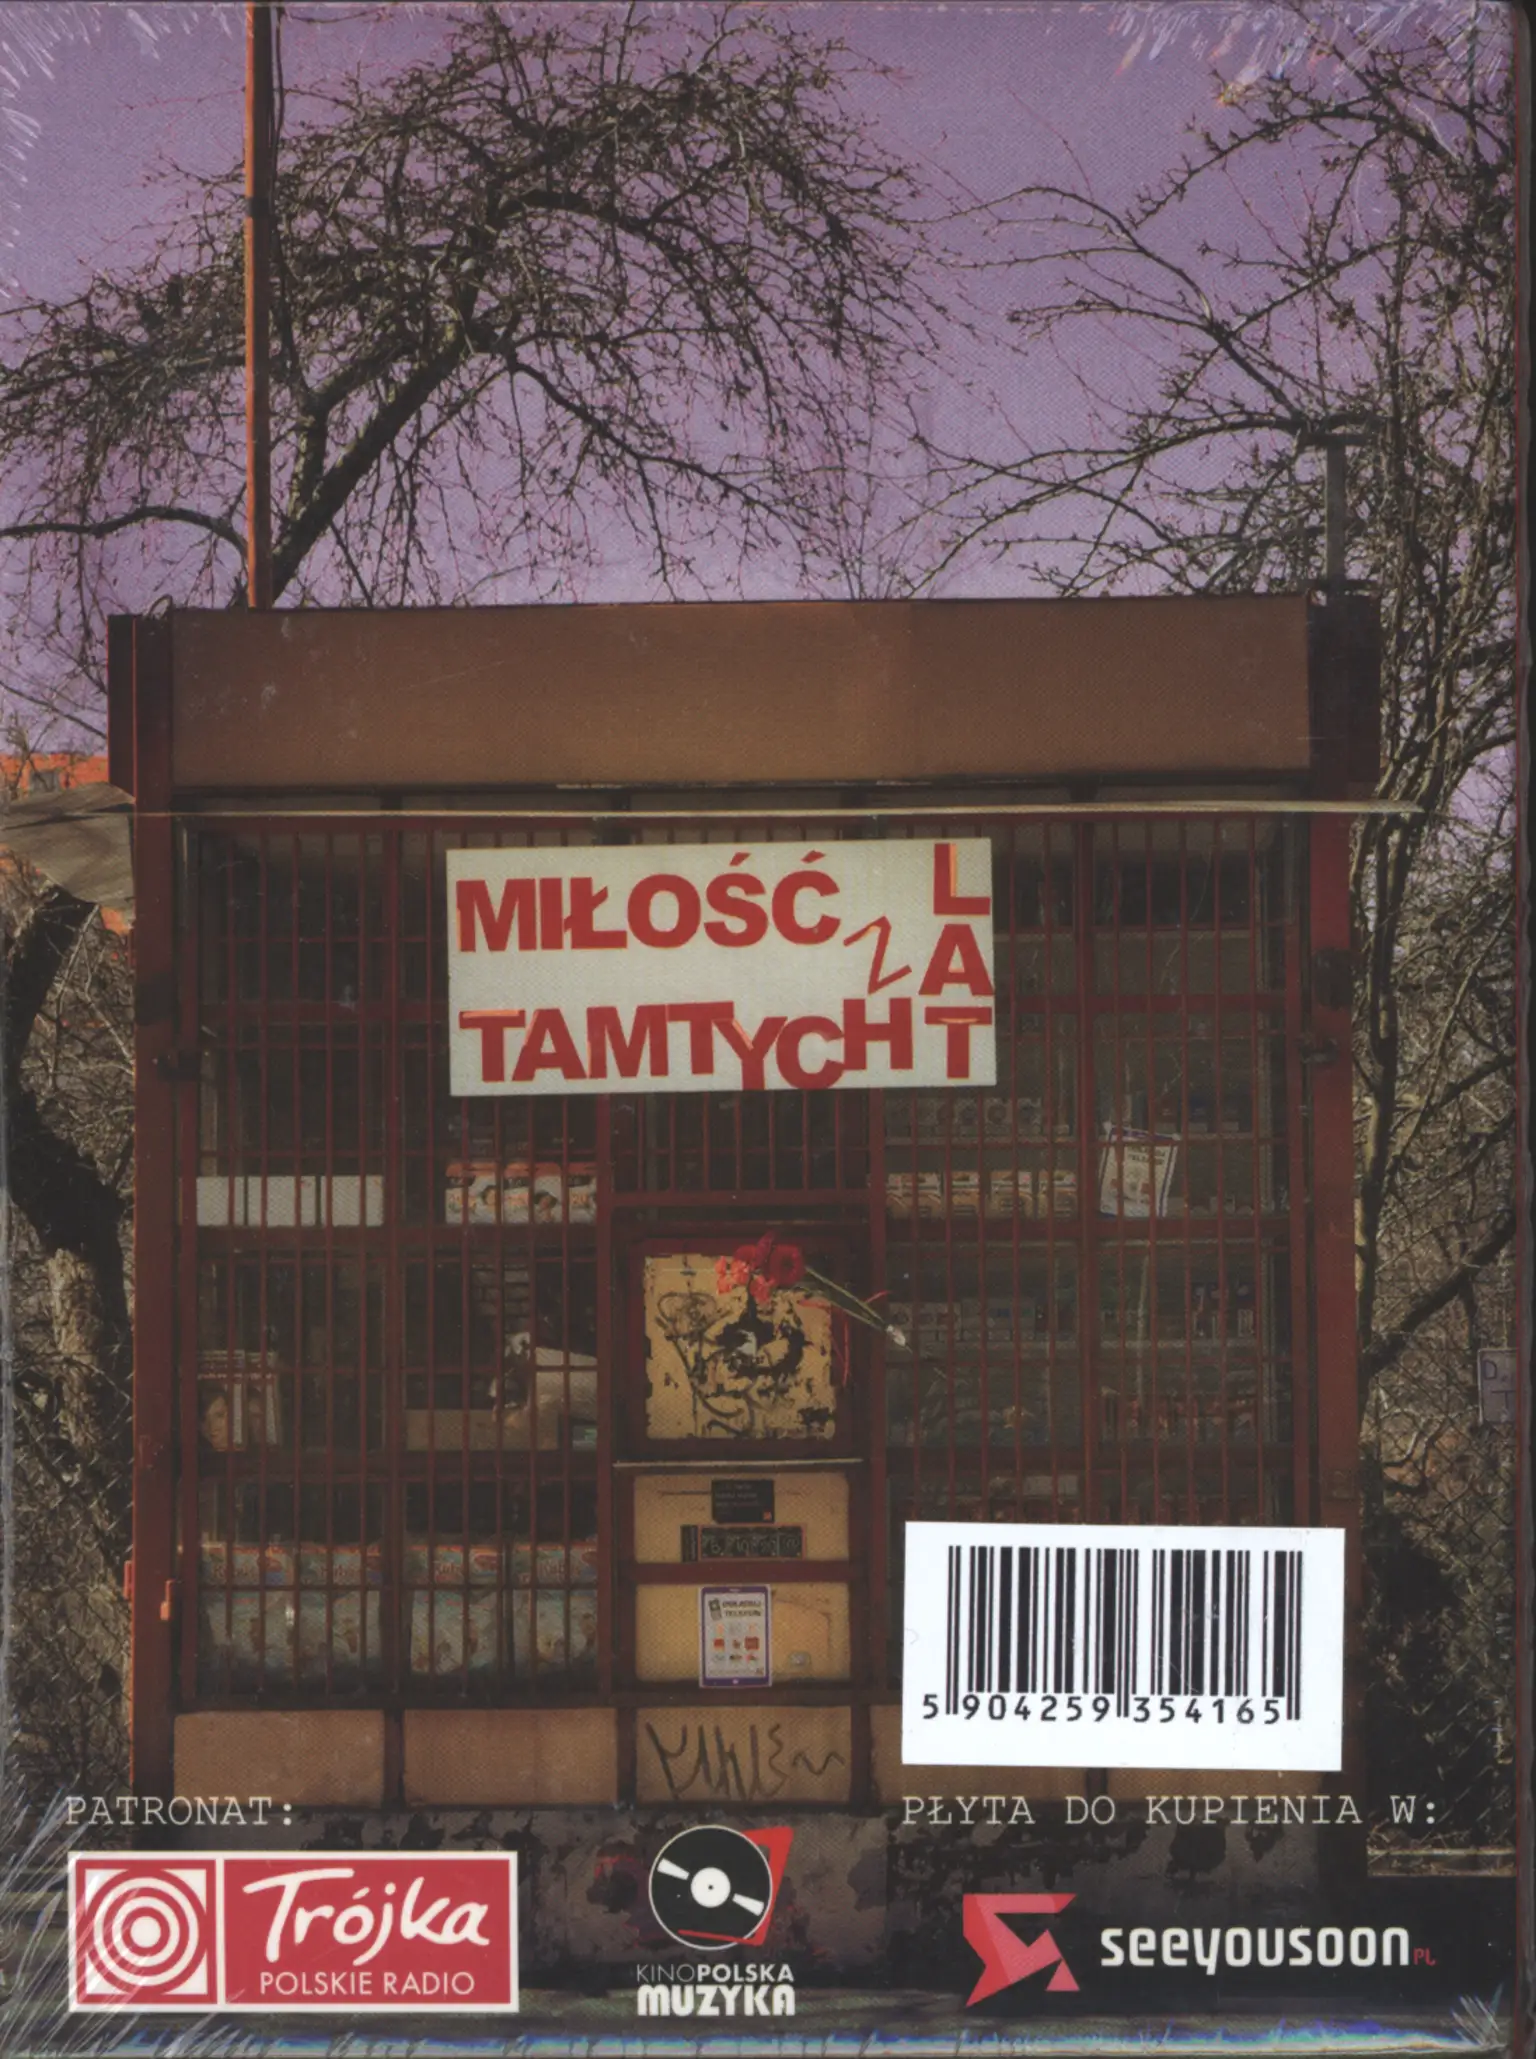 MIŁOŚĆ Z
TAMTYCH
LAT
5 904259 354165
PATRONAT:
PŁYTA DO KUPIENIA W:
Trójka
POLSKIE RADIO
KINOPOLSKA
MUZYKA
seeyousoon.PL